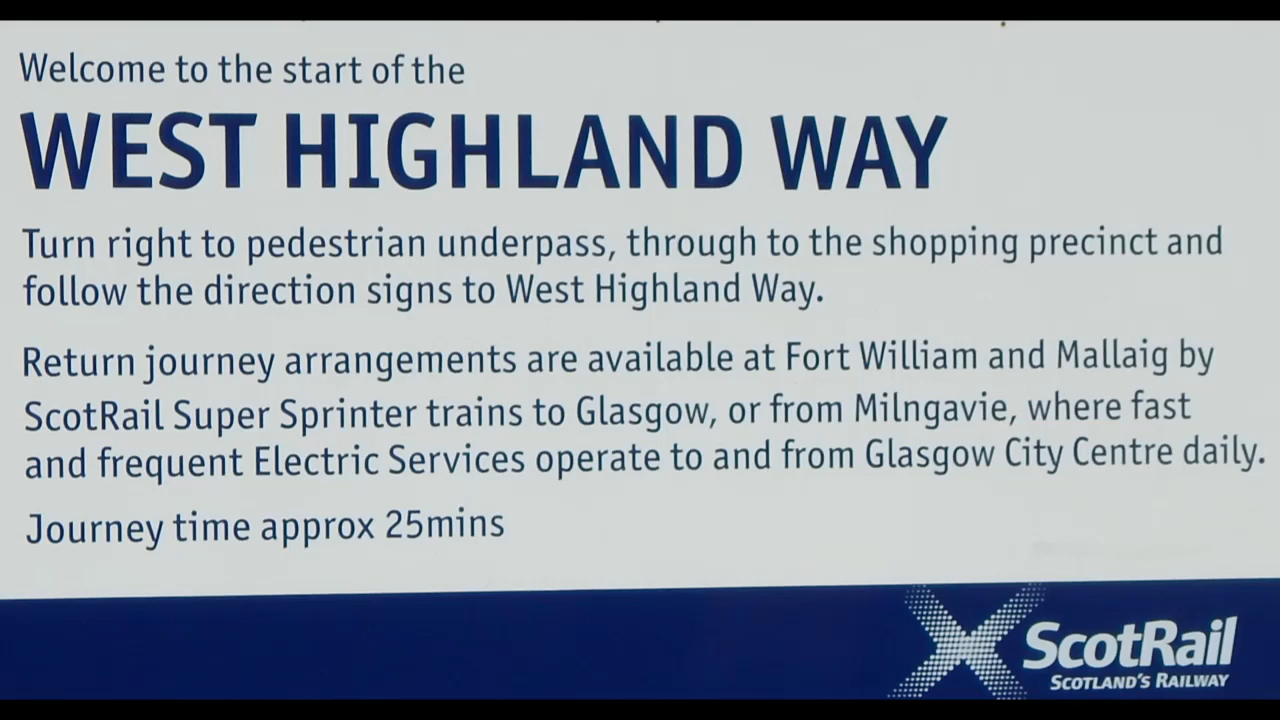 Welcome to the start of the
WEST HIGHLAND WAY
Turn right to pedestrian underpass, through to the shopping precinct and
follow the direction signs to West Highland Way.
Return journey arrangements are available at Fort William and Mallaig by
ScotRail Super Sprinter trains to Glasgow, or from Milngavie, where fast
and frequent Electric Services operate to and from Glasgow City Centre daily.
Journey time approx 25mins
ScotRail
SCOTLAND'S RAILWAY